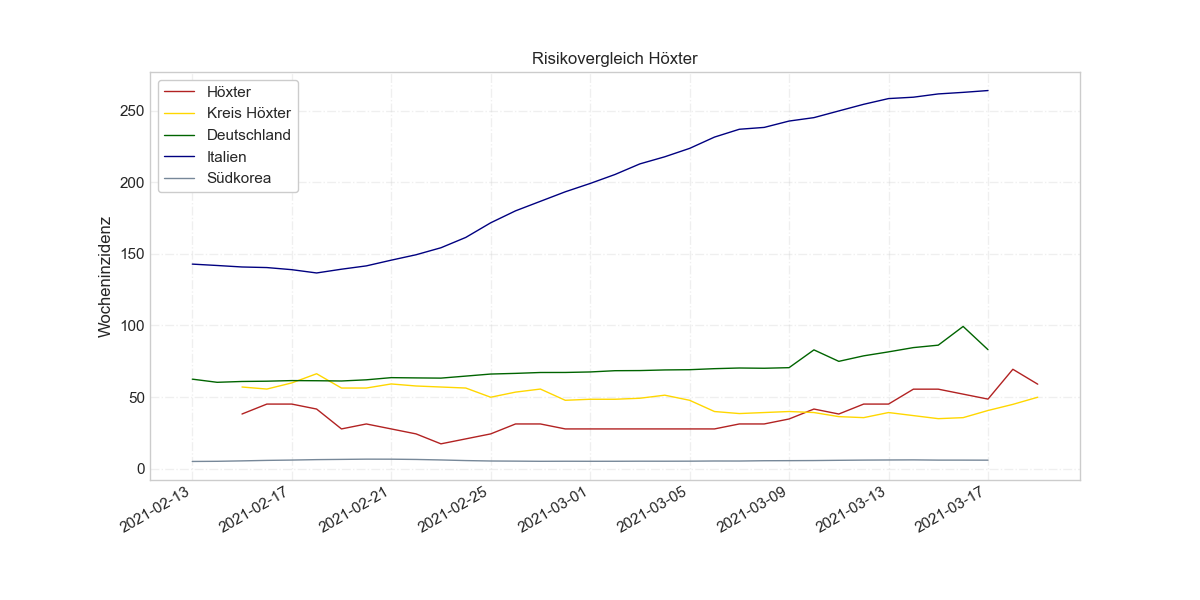 Risikovergleich Höxter
Höxter
Kreis Höxter
Deutschland
Italien
Südkorea
Wocheninzidenz
250
200
150
100
50
0
2021-02-13
2021-02-17
2021-02-21
2021-02-25
2021-03-01
2021-03-05
2021-03-09
2021-03-13
2021-03-17